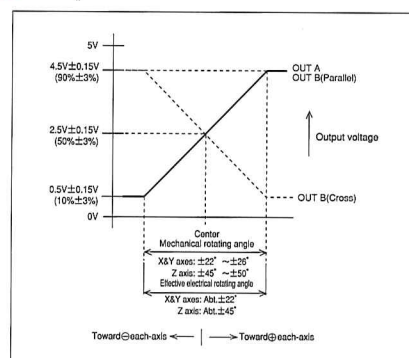 5V
4.5V±0.15V
(90%±3%)
OUT A
OUT B(Parallel)
2.5V±0.15V
(50%±3%)
Output voltage
0.5V±0.15V
(10%±3%)
OUT B(Cross)
0V
Center
Mechanical rotating angle
X&Y axes: ±22° ~±26°
Z axis: ±45° ~±50°
Effective electrical rotating angle
X&Y axes: Abt.±22°
Z axis: Abt.±45°
Toward⊖each-axis
Toward⊕each-axis